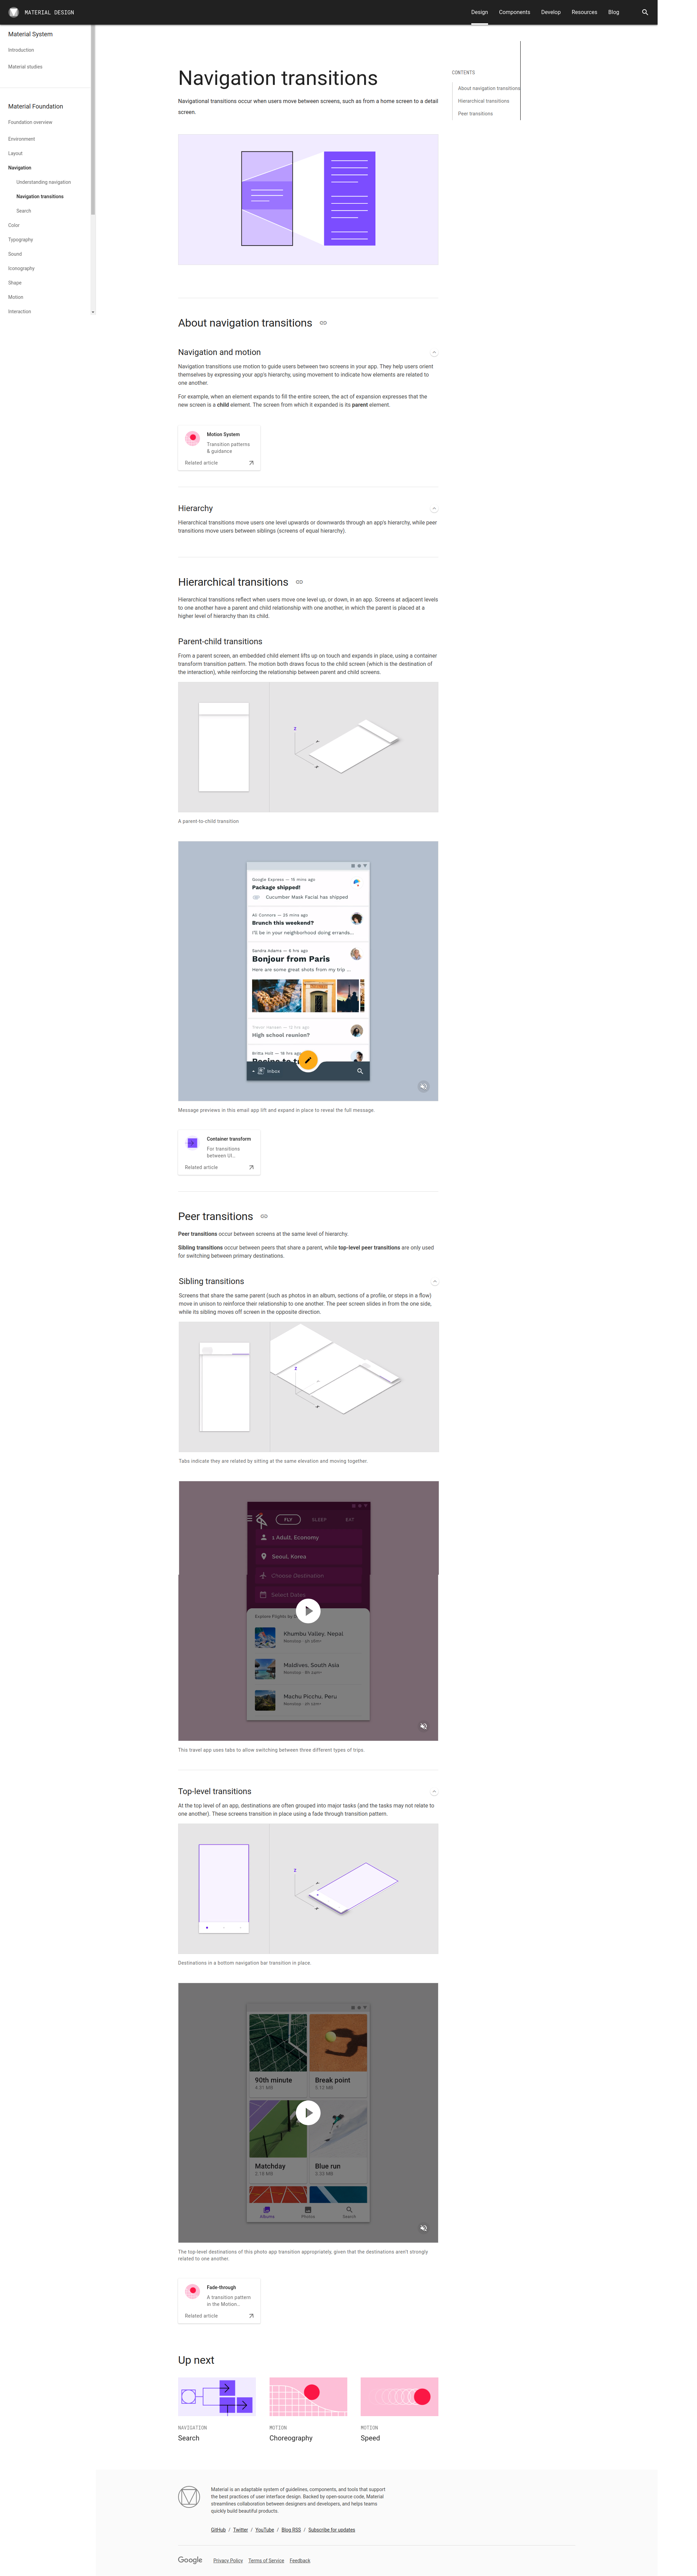 MATERIAL DESIGN
Design
Components
Develop
Resources
Blog
Material System
Introduction
Material studies
Material Foundation
Foundation overview
Environment
Layout
Navigation
Understanding navigation
Navigation transitions
Search
Color
Typography
Sound
Iconography
Shape
Motion
Interaction
CONTENTS
About navigation transitions
Hierarchical transitions
Peer transitions
Navigation transitions
Navigational transitions occur when users move between screens, such as from a home screen to a detail
screen.
About navigation transitions
Navigation and motion
Navigation transitions use motion to guide users between two screens in your app. They help users orient
themselves by expressing your app's hierarchy, using movement to indicate how elements are related to
one another.
For example, when an element expands to fill the entire screen, the act of expansion expresses that the
new screen is a child element. The screen from which it expanded is its parent element.
Motion System
Transition patterns
& guidance
Related article
Hierarchy
Hierarchical transitions move users one level upwards or downwards through an app's hierarchy, while peer
transitions move users between siblings (screens of equal hierarchy).
Hierarchical transitions
Hierarchical transitions reflect when users move one level up, or down, in an app. Screens at adjacent levels
to one another have a parent and child relationship with one another, in which the parent is placed at a
higher level of hierarchy than its child.
Parent-child transitions
From a parent screen, an embedded child element lifts up on touch and expands in place, using a container
transform transition pattern. The motion both draws focus to the child screen (which is the destination of
the interaction), while reinforcing the relationship between parent and child screens.
Z
A parent-to-child transition
Google Express — 15 mins ago
Package shipped!
Cucumber Mask Facial has shipped
Ali Connors — 25 mins ago
Brunch this weekend?
I'll be in your neighborhood doing errands...
Sandra Adams — 6 hrs ago
Bonjour from Paris
Here are some great shots from my trip ...
Trevor Hansen — 12 hrs ago
High school reunion?
Britta Holt — 18 hrs ago
Recipe to tr
Inbox
Message previews in this email app lift and expand in place to reveal the full message.
Container transform
For transitions
between UI...
Related article
Peer transitions
Peer transitions occur between screens at the same level of hierarchy.
Sibling transitions occur between peers that share a parent, while top-level peer transitions are only used
for switching between primary destinations.
Sibling transitions
Screens that share the same parent (such as photos in an album, sections of a profile, or steps in a flow)
move in unison to reinforce their relationship to one another. The peer screen slides in from the one side,
while its sibling moves off screen in the opposite direction.
Z
Tabs indicate they are related by sitting at the same elevation and moving together.
FLY
SLEEP
EAT
1 Adult, Economy
Seoul, Korea
Choose Destination
Select Dates
Explore Flights by
Khumbu Valley, Nepal
Maldives, South Asia
Machu Picchu, Peru
This travel app uses tabs to allow switching between three different types of trips.
Top-level transitions
At the top level of an app, destinations are often grouped into major tasks (and the tasks may not relate to
one another). These screens transition in place using a fade through transition pattern.
Z
Destinations in a bottom navigation bar transition in place.
90th minute
Break point
Matchday
Blue run
Albums
Photos
Search
The top-level destinations of this photo app transition appropriately, given that the destinations aren't strongly
related to one another.
Fade-through
A transition pattern
in the Motion...
Related article
Up next
NAVIGATION
Search
MOTION
Choreography
MOTION
Speed
Material is an adaptable system of guidelines, components, and tools that support
the best practices of user interface design. Backed by open-source code, Material
streamlines collaboration between designers and developers, and helps teams
quickly build beautiful products.
GitHub / Twitter / YouTube / Blog RSS / Subscribe for updates
Google
Privacy Policy
Terms of Service
Feedback